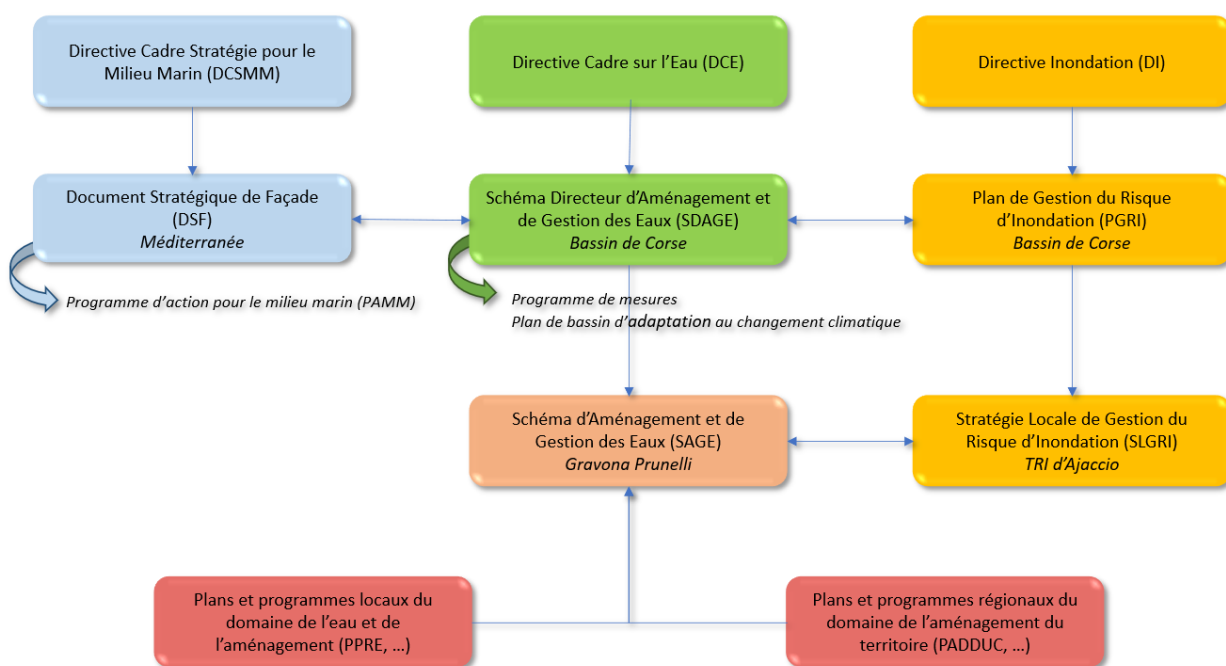 Directive Cadre Stratégie pour le
Milieu Marin (DCSMM)
Directive Cadre sur l’Eau (DCE)
Directive Inondation (DI)
Document Stratégique de Façade
(DSF)
Méditerranée
Schéma Directeur d’Aménagement et
de Gestion des Eaux (SDAGE)
Bassin de Corse
Plan de Gestion du Risque
d’Inondation (PGRI)
Bassin de Corse
Programme d’action pour le milieu marin (PAMM)
Programme de mesures
Plan de bassin d’adaptation au changement climatique
Schéma d’Aménagement et de
Gestion des Eaux (SAGE)
Gravona Prunelli
Stratégie Locale de Gestion du
Risque d’Inondation (SLGRI)
TRI d’Ajaccio
Plans et programmes locaux du
domaine de l’eau et de
l’aménagement (PPRE, …)
Plans et programmes régionaux du
domaine de l’aménagement du
territoire (PADDUC, …)